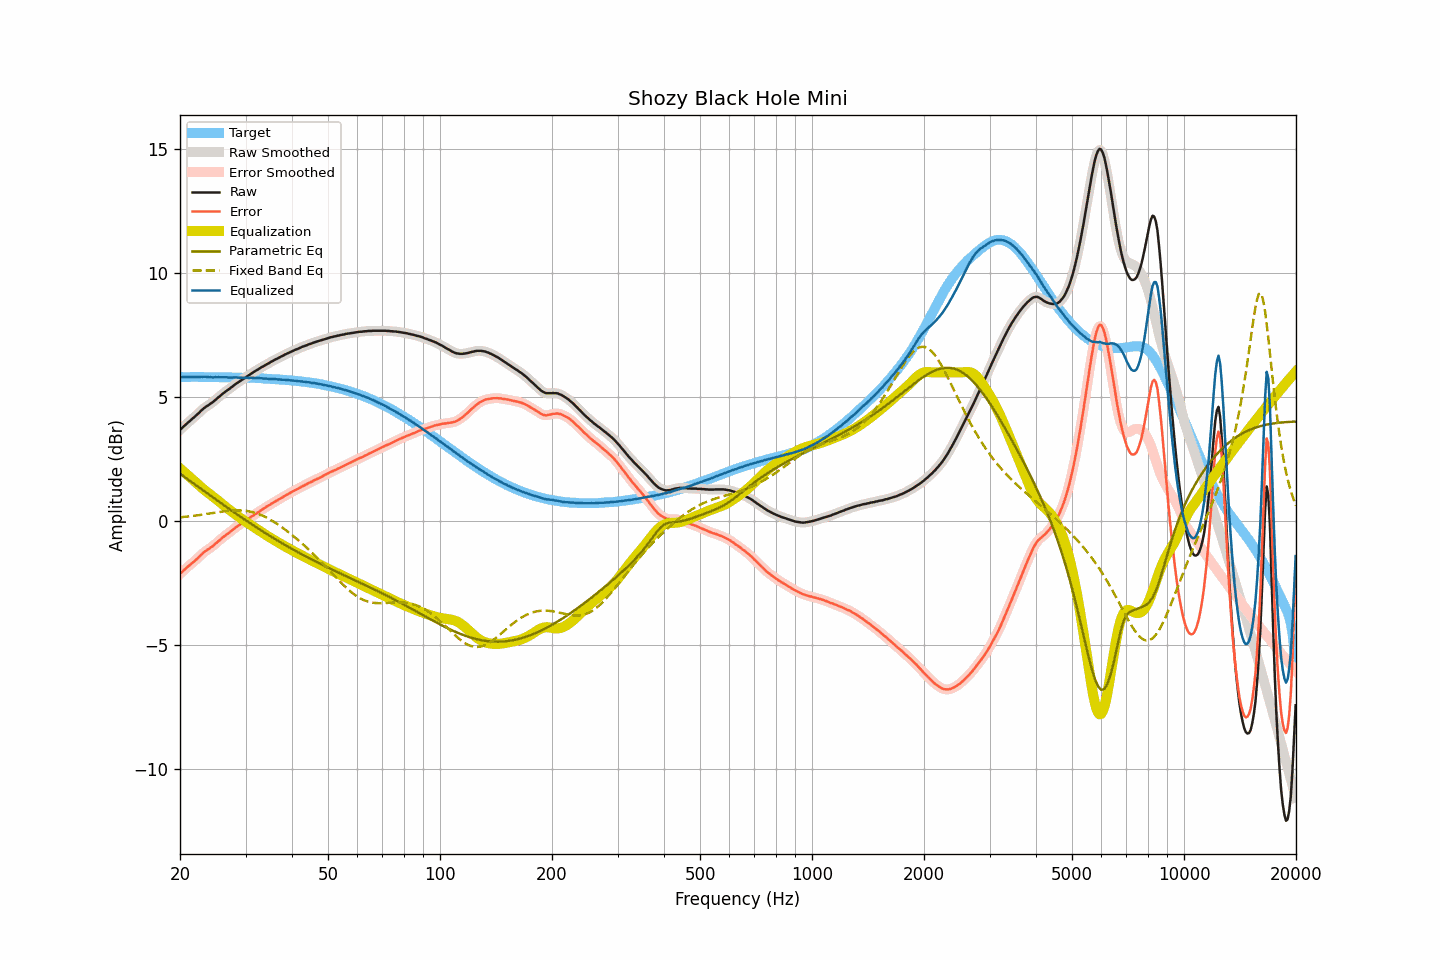 Shozy Black Hole Mini
Target
Raw Smoothed
Error Smoothed
Raw
Error
Equalization
Parametric Eq
Fixed Band Eq
Equalized
Amplitude (dBr)
15
10
5
0
−5
−10
20 50 100 200 500 1000 2000 5000 10000 20000
Frequency (Hz)